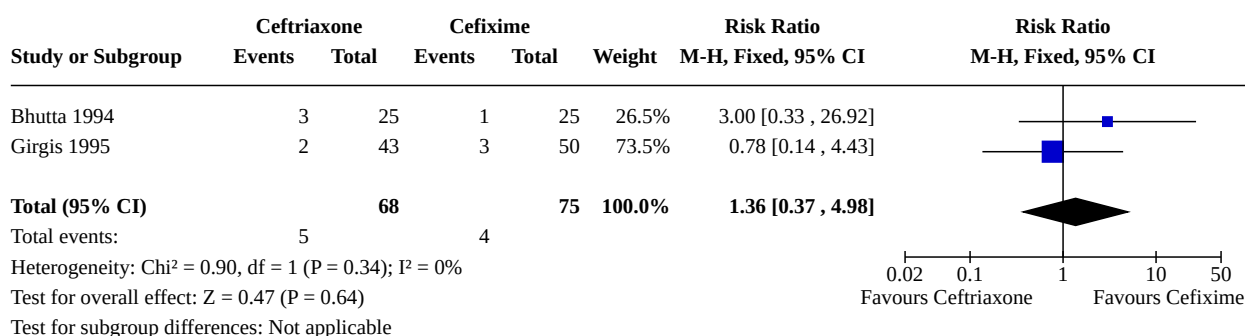 Ceftriaxone Cefixime Risk Ratio Risk Ratio
Study or Subgroup Events Total Events Total Weight M-H, Fixed, 95% CI M-H, Fixed, 95% CI
Bhutta 1994 3 25 1 25 26.5% 3.00 [0.33 , 26.92]
Girgis 1995 2 43 3 50 73.5% 0.78 [0.14 , 4.43]
Total (95% CI) 68 75 100.0% 1.36 [0.37 , 4.98]
Total events: 5 4
Heterogeneity: Chi² = 0.90, df = 1 (P = 0.34); I² = 0%
0.02 0.1 1 10 50
Test for overall effect: Z = 0.47 (P = 0.64) Favours Ceftriaxone Favours Cefixime
Test for subgroup differences: Not applicable